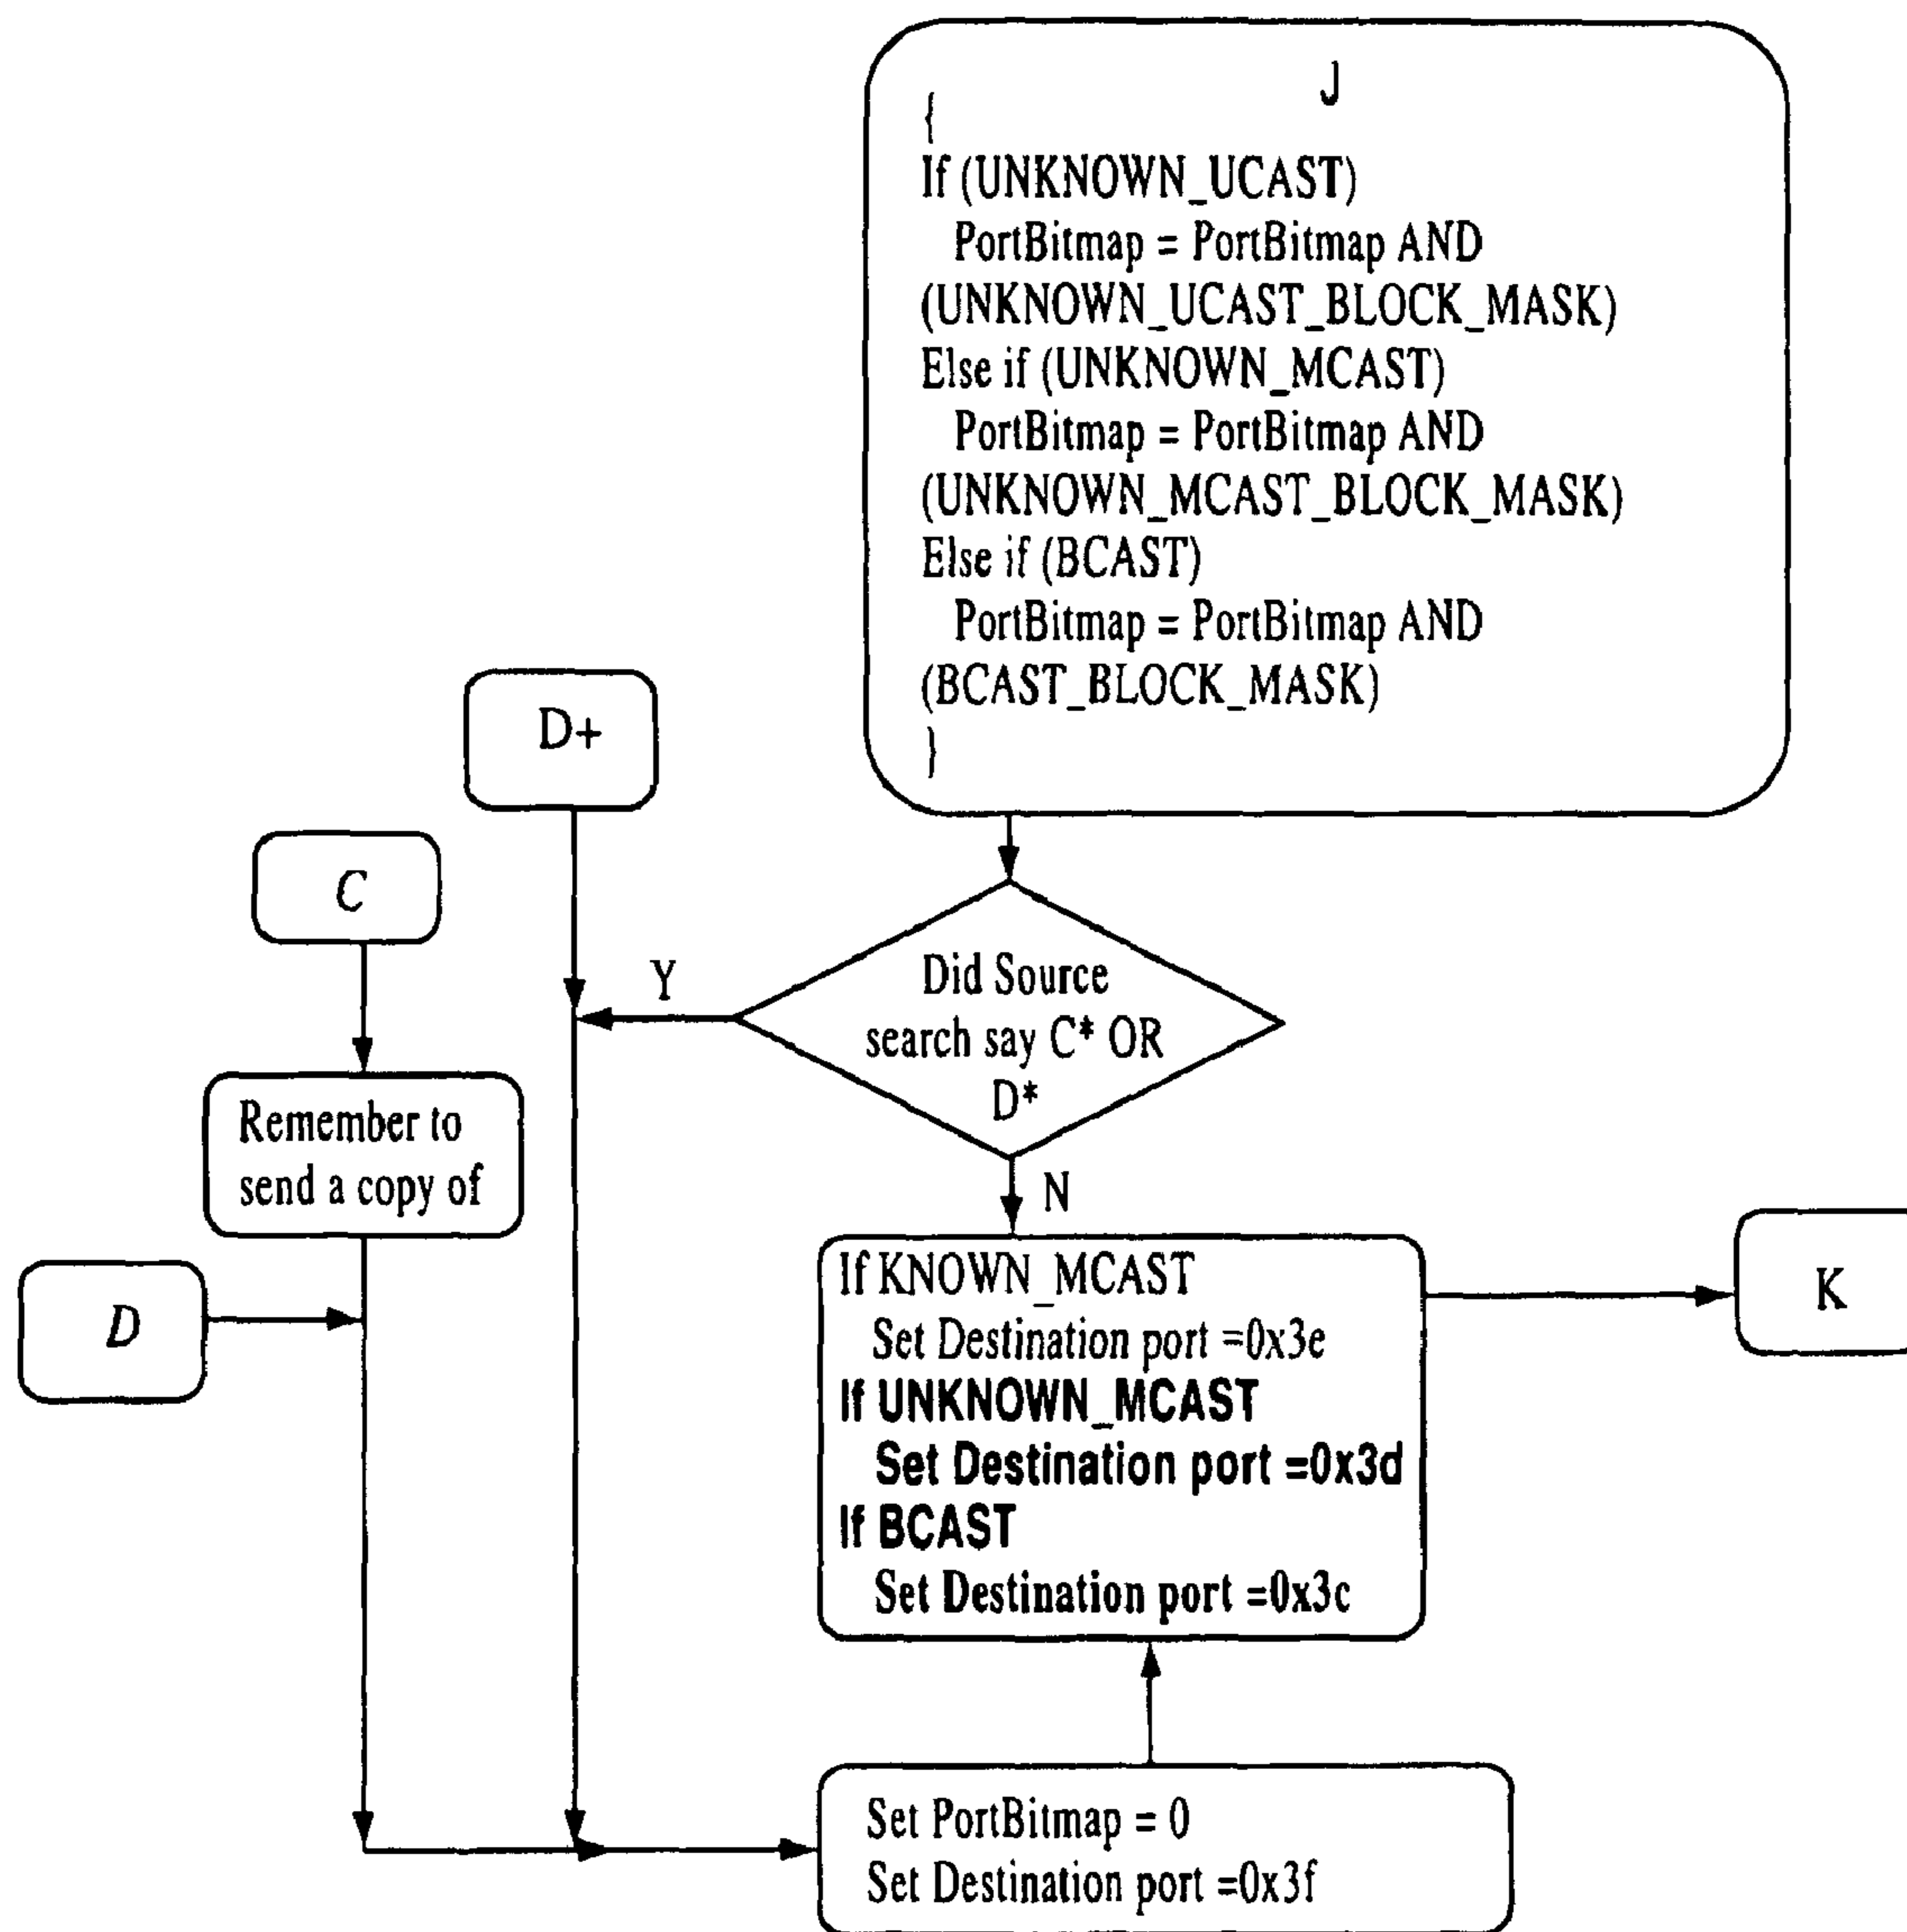 J
{
If (UNKNOWN_UCAST)
PortBitmap = PortBitmap AND
(UNKNOWN_UCAST_BLOCK_MASK)
Else if (UNKNOWN_MCAST)
PortBitmap = PortBitmap AND
(UNKNOWN_MCAST_BLOCK_MASK)
Else if (BCAST)
PortBitmap = PortBitmap AND
(BCAST_BLOCK_MASK)
}
D+
C
Y
Did Source
search say C* OR
D*
Remember to
send a copy of
N
D
If KNOWN_MCAST
Set Destination port =0x3e
If UNKNOWN_MCAST
Set Destination port =0x3d
If BCAST
Set Destination port =0x3c
K
Set PortBitmap = 0
Set Destination port =0x3f